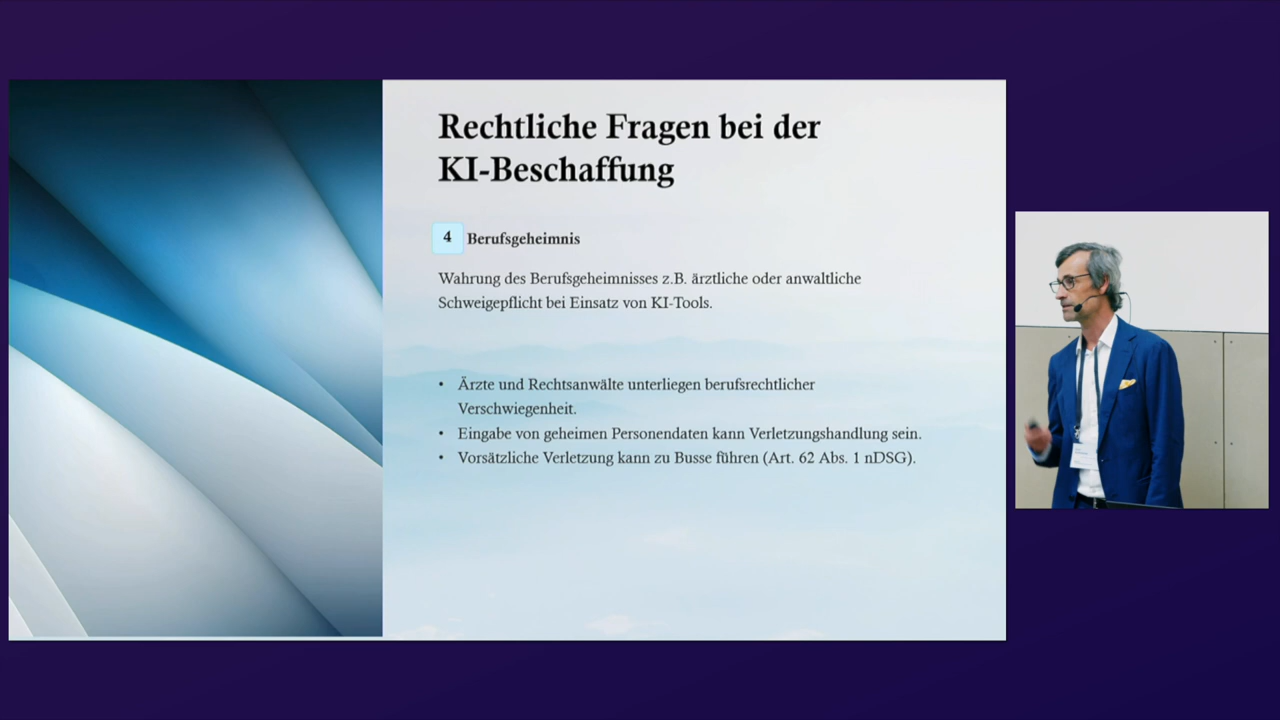 Rechtliche Fragen bei der
KI-Beschaffung
4 Berufsgeheimnis
Wahrung des Berufsgeheimnisses z.B. ärztliche oder anwaltliche
Schweigepflicht bei Einsatz von KI-Tools.
• Ärzte und Rechtsanwälte unterliegen berufsrechtlicher
Verschwiegenheit.
• Eingabe von geheimen Personendaten kann Verletzungshandlung sein.
• Vorsätzliche Verletzung kann zu Busse führen (Art. 62 Abs. 1 nDSG).